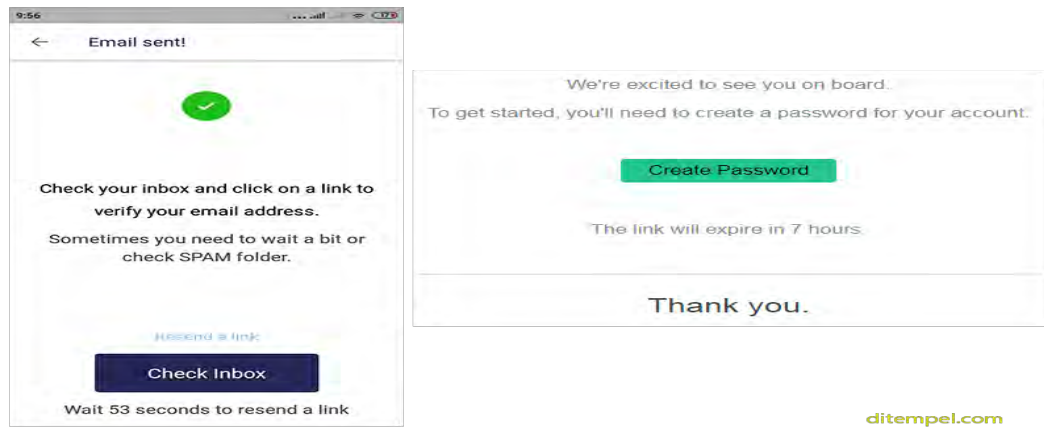 9:56
17
Email sent!
Check your inbox and click on a link to
verify your email address.
Sometimes you need to wait a bit or
check SPAM folder.
Resend a link
Check Inbox
Wait 53 seconds to resend a link
We're excited to see you on board.
To get started, you'll need to create a password for your account.
Create Password
The link will expire in 7 hours.
Thank you.
ditempel.com